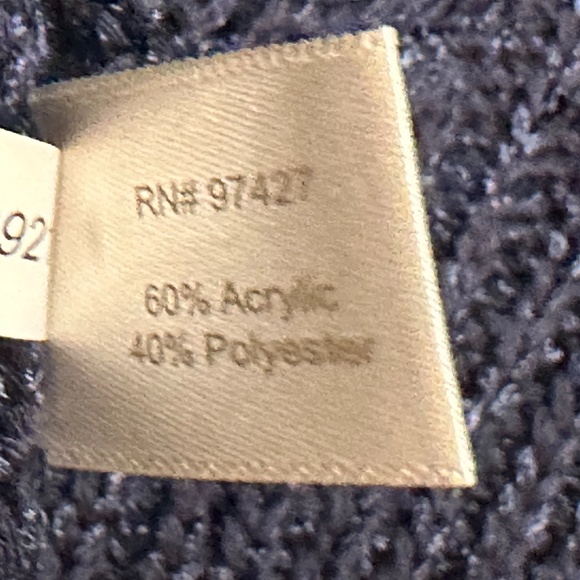 92
RN# 97427
60% Acrylic
40% Polyester